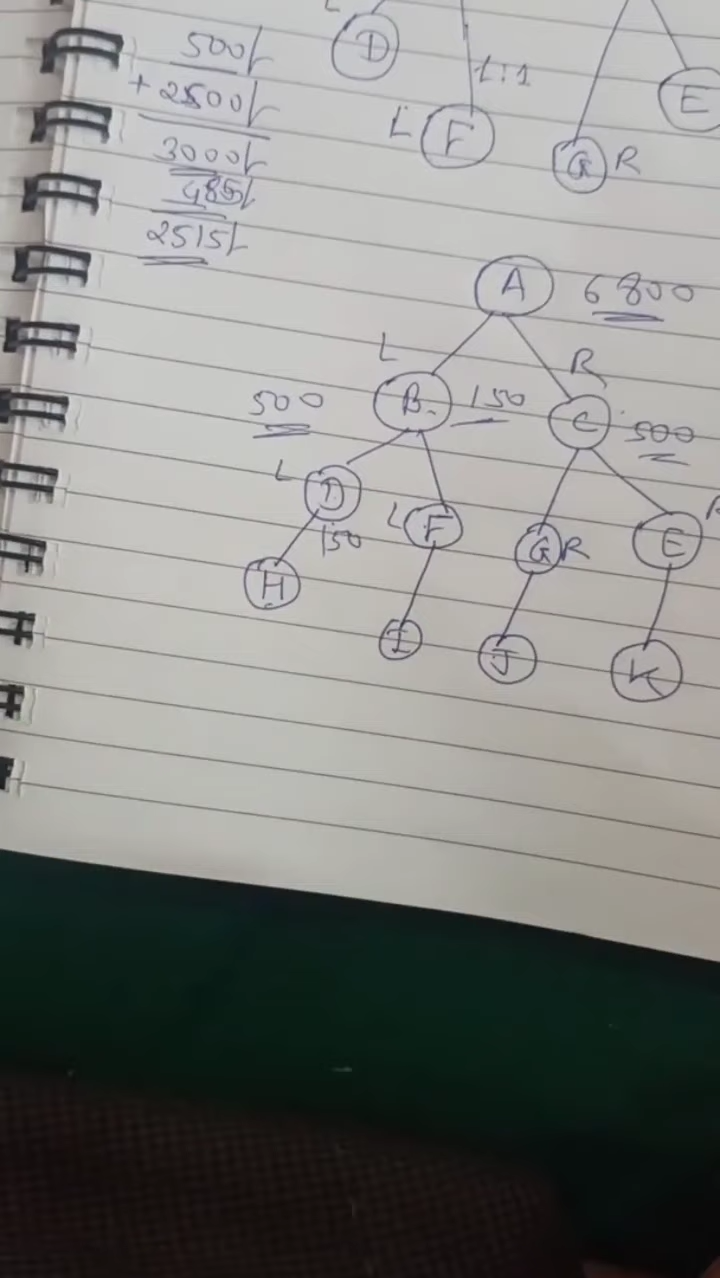 L
D
500/-
1:1
+ 2500/-
E
L F
3000/-
G R
485/-
2515/-
A 6800
L
R
500 B. 150 C 500
L D L F
G R E
150
H
I J K